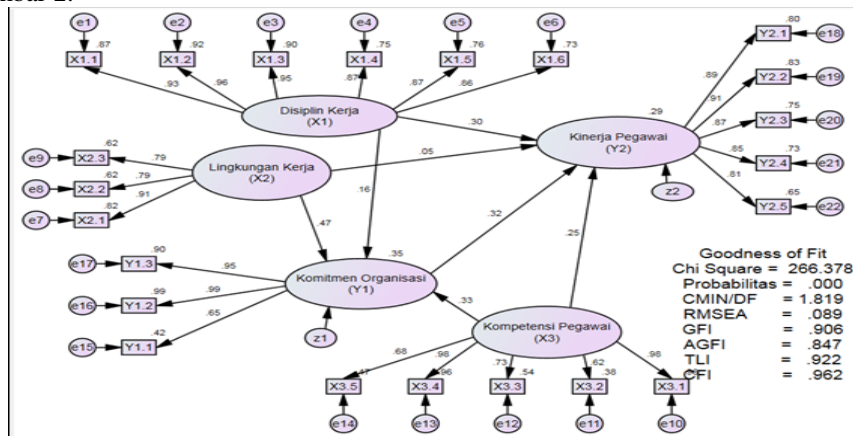 e1 e2 e3 e4 e5 e6
.87 .92 .90 .75 .76 .73
X1.1 X1.2 X1.3 X1.4 X1.5 X1.6
.93 .96 .95 .87 .87 .86
Disiplin Kerja
(X1)
.30
.80
Y2.1 e18
.89
.83
Y2.2 e19
.91
.75
Y2.3 e20
.87
.73
Y2.4 e21
.85
.65
Y2.5 e22
.81
.29
Kinerja Pegawai
(Y2)
z2
.62
e9 X2.3 .79
.62
e8 X2.2 .79
.82
e7 X2.1 .91
Lingkungan Kerja
(X2)
.05
.16
.47
.32
.25
.90
e17 Y1.3 .95
.99
e16 Y1.2 .99
.42
e15 Y1.1 .65
.35
Komitmen Organisasi
(Y1)
z1
.33
Kompetensi Pegawai
(X3)
.68 .98 .73 .62 .98
.96 .54 .38
X3.5 X3.4 X3.3 X3.2 X3.1
e14 e13 e12 e11 e10
Goodness of Fit
Chi Square = 266.378
Probabilitas = .000
CMIN/DF = 1.819
RMSEA = .089
GFI = .906
AGFI = .847
TLI = .922
CFI = .962